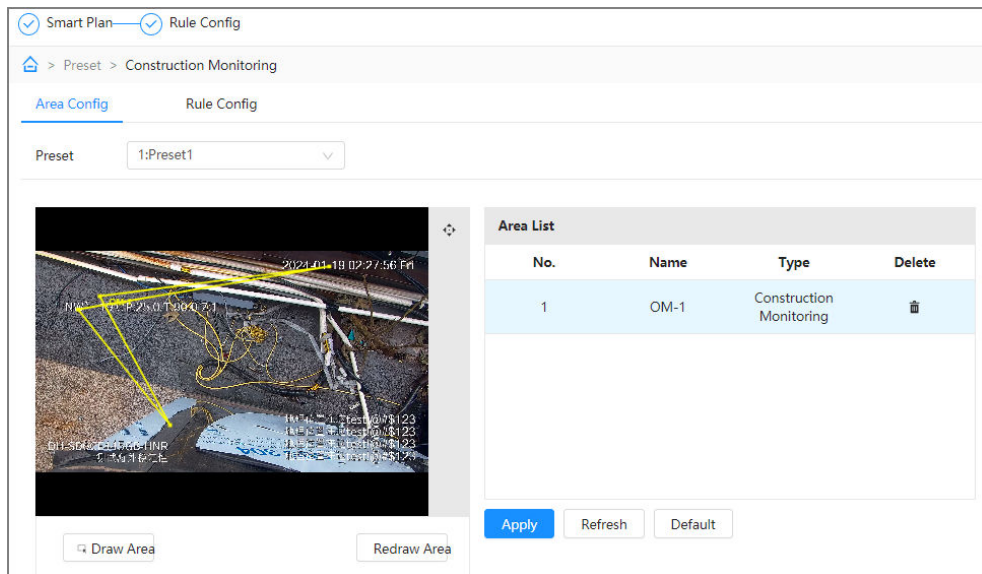 Smart Plan Rule Config
> Preset > Construction Monitoring
Area Config Rule Config
Preset 1:Preset1
Area List
No. Name Type Delete
1 OM-1 Construction Monitoring
2024-01-19 02:27:56 Fri
Apply Refresh Default
Draw Area Redraw Area